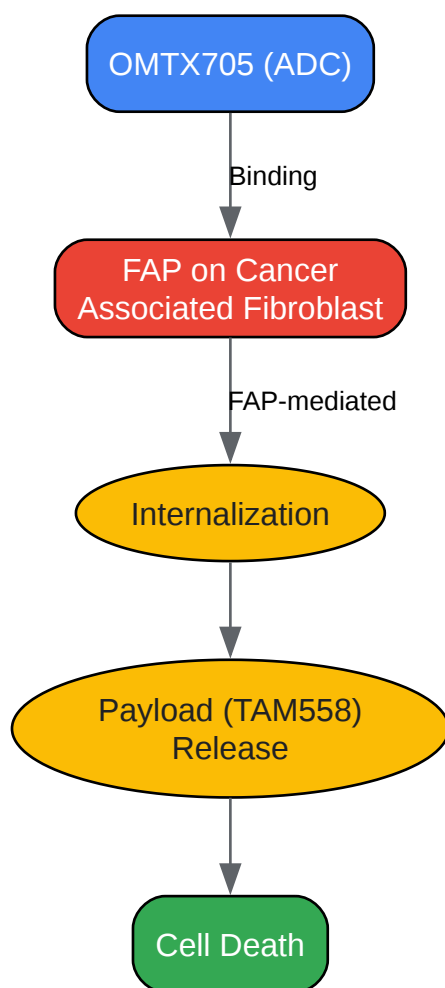 OMTX705 (ADC)
Binding
FAP on Cancer
Associated Fibroblast
FAP-mediated
Internalization
Payload (TAM558)
Release
Cell Death